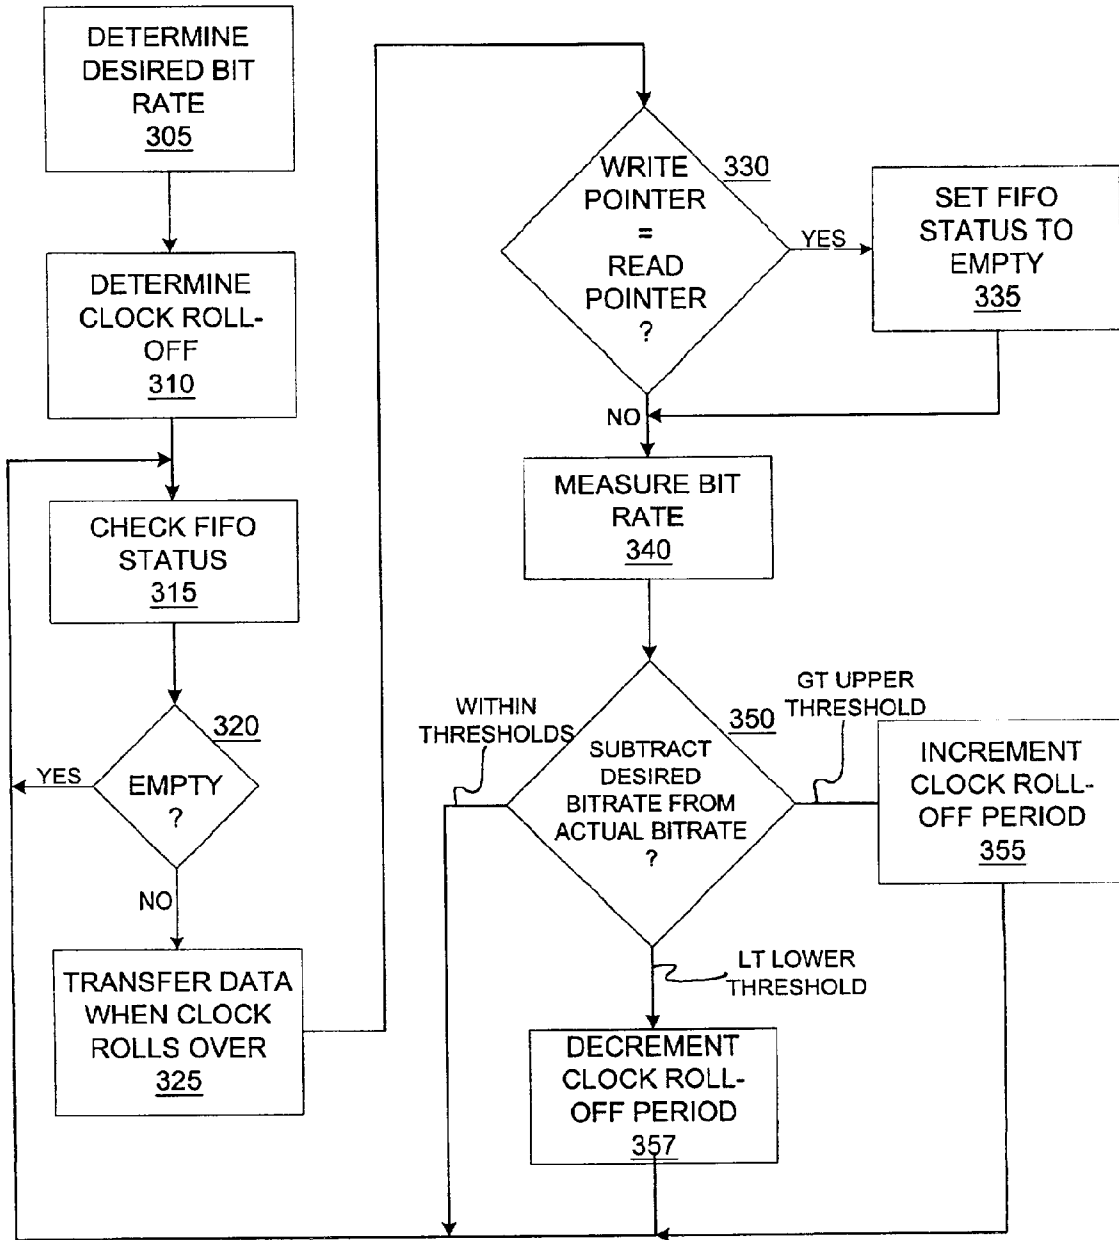 DETERMINE
DESIRED BIT
RATE
305
DETERMINE
CLOCK ROLL-
OFF
310
CHECK FIFO
STATUS
315
320
YES
EMPTY
?
NO
TRANSFER DATA
WHEN CLOCK
ROLLS OVER
325
330
WRITE
POINTER
=
READ
POINTER
?
YES
SET FIFO
STATUS TO
EMPTY
335
NO
MEASURE BIT
RATE
340
WITHIN
THRESHOLDS
350
GT UPPER
THRESHOLD
SUBTRACT
DESIRED
BITRATE FROM
ACTUAL BITRATE
?
INCREMENT
CLOCK ROLL-
OFF PERIOD
355
LT LOWER
THRESHOLD
DECREMENT
CLOCK ROLL-
OFF PERIOD
357